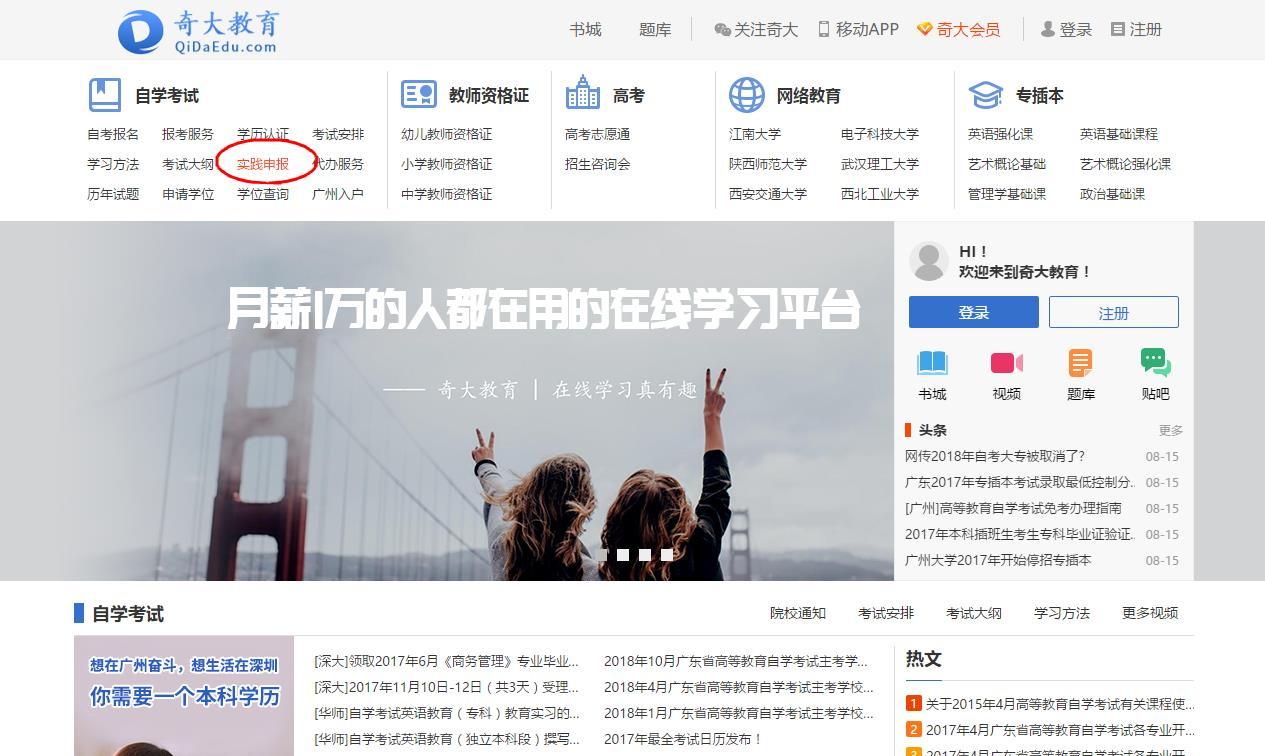 奇大教育
QiDaEdu.com
书城 题库 关注奇大 移动APP 奇大会员 登录 注册
自学考试
自考报名 报考服务 学历认证 考试安排
学习方法 考试大纲 实践申报 代办服务
历年试题 申请学位 学位查询 广州入户
教师资格证
幼儿教师资格证
小学教师资格证
中学教师资格证
高考
高考志愿通
招生咨询会
网络教育
江南大学 电子科技大学
陕西师范大学 武汉理工大学
西安交通大学 西北工业大学
专插本
英语强化课 英语基础课程
艺术概论基础 艺术概论强化课
管理学基础课 政治基础课
月薪1万的人都在用的在线学习平台
—— 奇大教育 | 在线学习真有趣
HI！
欢迎来到奇大教育！
登录 注册
书城 视频 题库 贴吧
头条 更多
网传2018年自考大专被取消了? 08-15
广东2017年专插本考试录取最低控制分.. 08-15
[广州]高等教育自学考试免考办理指南 08-15
2017年本科插班生考生专科毕业证验证.. 08-15
广州大学2017年开始停招专插本 08-15
自学考试 院校通知 考试安排 考试大纲 学习方法 更多视频
想在广州奋斗，想生活在深圳
你需要一个本科学历
[深大]领取2017年6月《商务管理》专业毕业...
[深大]2017年11月10日-12日（共3天）受理...
[华师]自学考试英语教育（专科）教育实习的...
[华师]自学考试英语教育（独立本科段）撰写...
2018年10月广东省高等教育自学考试主考学...
2018年4月广东省高等教育自学考试主考学校...
2018年1月广东省高等教育自学考试主考学校...
2017年最全考试日历发布！
热文
1 关于2015年4月高等教育自学考试有关课程使...
2 2017年4月广东省高等教育自学考试各专业开...
3 2017年4月广东省高等教育自学考试各专业开...